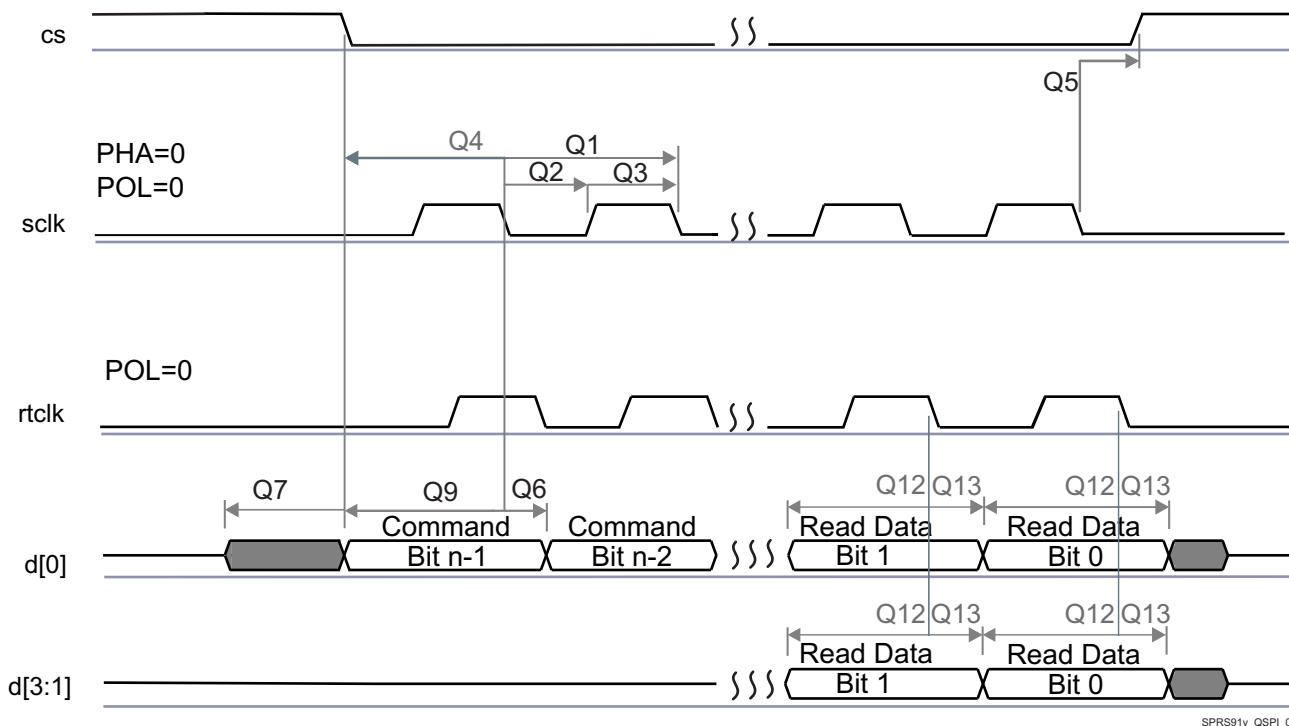 cs
Q5
PHA=0
Q4 Q1
POL=0
Q2 Q3
sclk
POL=0
rtclk
Q7 Q9 Q6 Q12 Q13 Q12 Q13
Command Command Read Data Read Data
d[0] Bit n-1 Bit n-2 Bit 1 Bit 0
Q12 Q13 Q12 Q13
Read Data Read Data
d[3:1] Bit 1 Bit 0
SPRS91v_QSPI_0